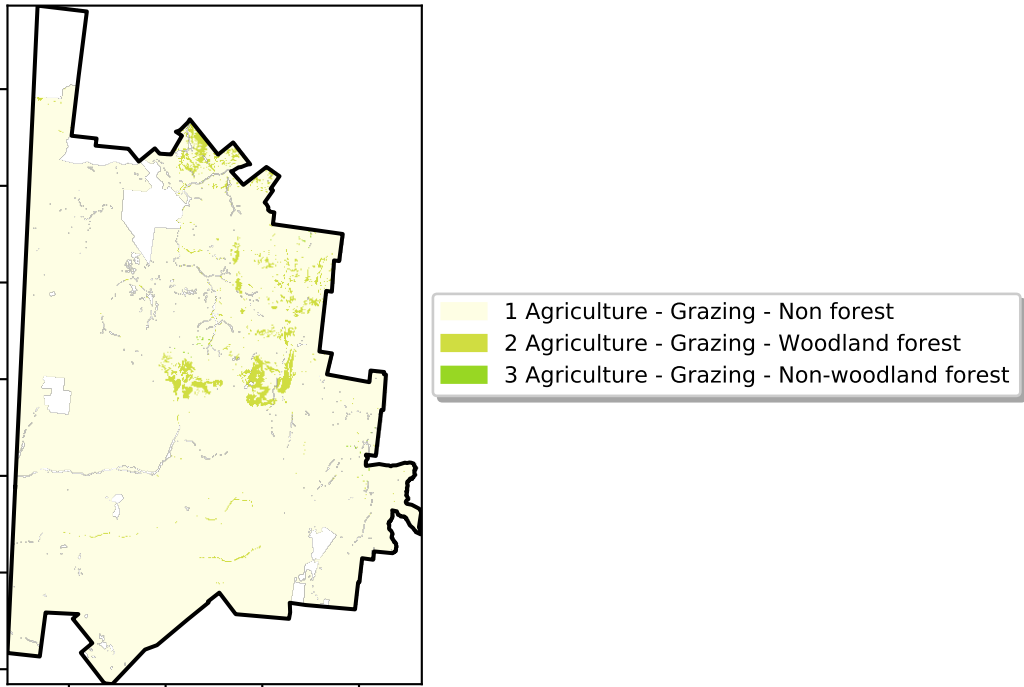 1 Agriculture - Grazing - Non forest
2 Agriculture - Grazing - Woodland forest
3 Agriculture - Grazing - Non-woodland forest